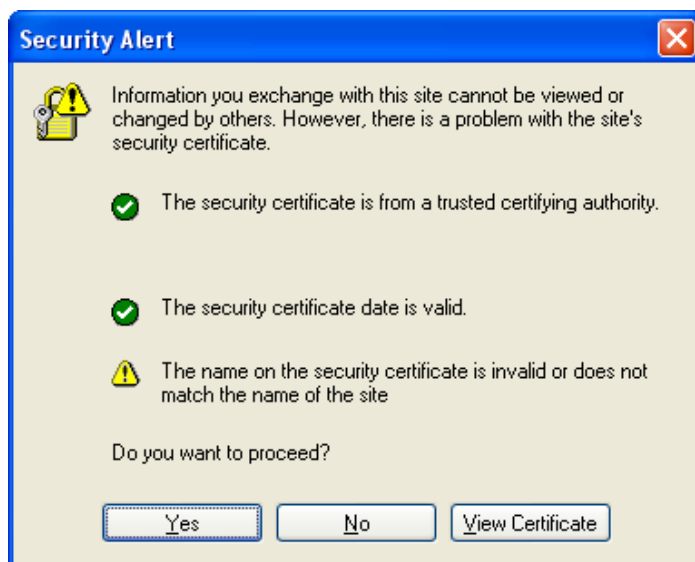 Security Alert
Information you exchange with this site cannot be viewed or
changed by others. However, there is a problem with the site's
security certificate.
The security certificate is from a trusted certifying authority.
The security certificate date is valid.
The name on the security certificate is invalid or does not
match the name of the site
Do you want to proceed?
Yes No View Certificate